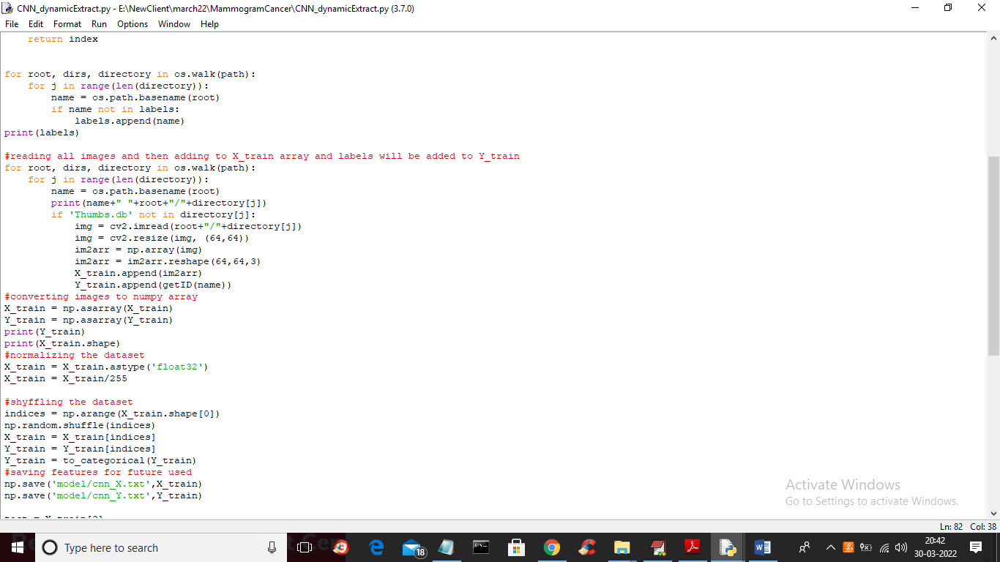 CNN_dynamicExtract.py - E:\NewClient\march22\MammogramCancer\CNN_dynamicExtract.py (3.7.0)
File Edit Format Run Options Window Help
    return index
for root, dirs, directory in os.walk(path):
    for j in range(len(directory)):
        name = os.path.basename(root)
        if name not in labels:
            labels.append(name)
print(labels)
#reading all images and then adding to X_train array and labels will be added to Y_train
for root, dirs, directory in os.walk(path):
    for j in range(len(directory)):
        name = os.path.basename(root)
        print(name+" "+root+"/"+directory[j])
        if 'Thumbs.db' not in directory[j]:
            img = cv2.imread(root+"/"+directory[j])
            img = cv2.resize(img, (64,64))
            im2arr = np.array(img)
            im2arr = im2arr.reshape(64,64,3)
            X_train.append(im2arr)
            Y_train.append(getID(name))
#converting images to numpy array
X_train = np.asarray(X_train)
Y_train = np.asarray(Y_train)
print(Y_train)
print(X_train.shape)
#normalizing the dataset
X_train = X_train.astype('float32')
X_train = X_train/255
#shyffling the dataset
indices = np.arange(X_train.shape[0])
np.random.shuffle(indices)
X_train = X_train[indices]
Y_train = Y_train[indices]
Y_train = to_categorical(Y_train)
#saving features for future used
np.save('model/cnn_X.txt',X_train)
np.save('model/cnn_Y.txt',Y_train)
Activate Windows
Go to Settings to activate Windows.
Ln: 82 Col: 38
Type here to search
18
20:42
30-03-2022